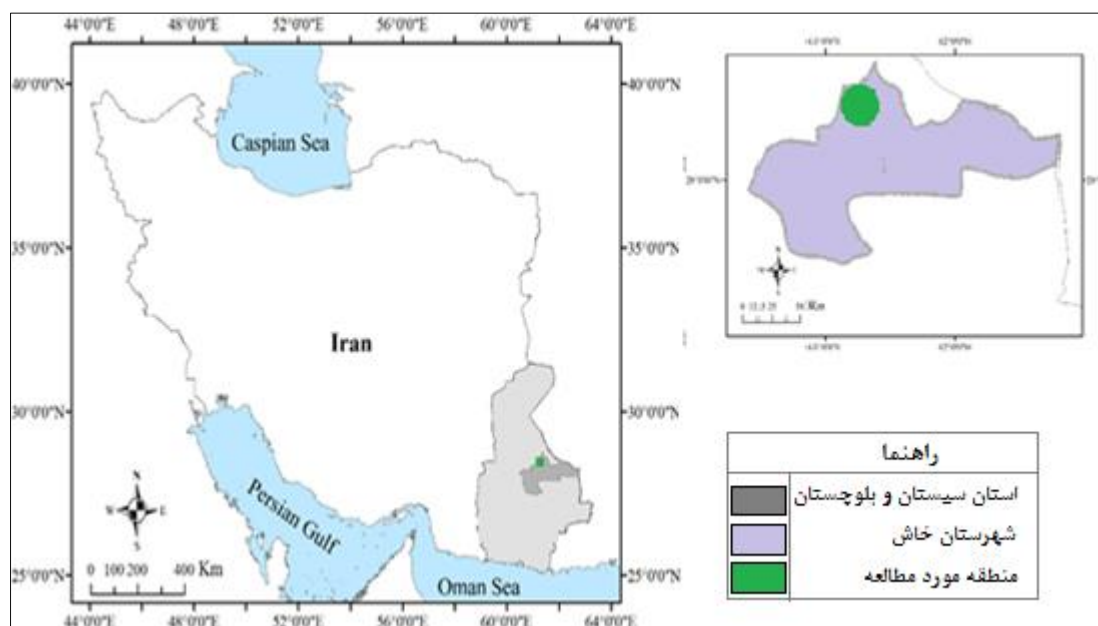 44°0'0"E 48°0'0"E 52°0'0"E 56°0'0"E 60°0'0"E 64°0'0"E
40°0'0"N
40°0'0"N
Caspian Sea
35°0'0"N
35°0'0"N
Iran
30°0'0"N
30°0'0"N
Persian Gulf
N
W E
S
0 100 200 400 Km
Oman Sea
25°0'0"N
25°0'0"N
44°0'0"E 48°0'0"E 52°0'0"E 56°0'0"E 60°0'0"E 64°0'0"E
راهنما
استان سیستان و بلوچستان
شهرستان خاش
منطقه مورد مطالعه